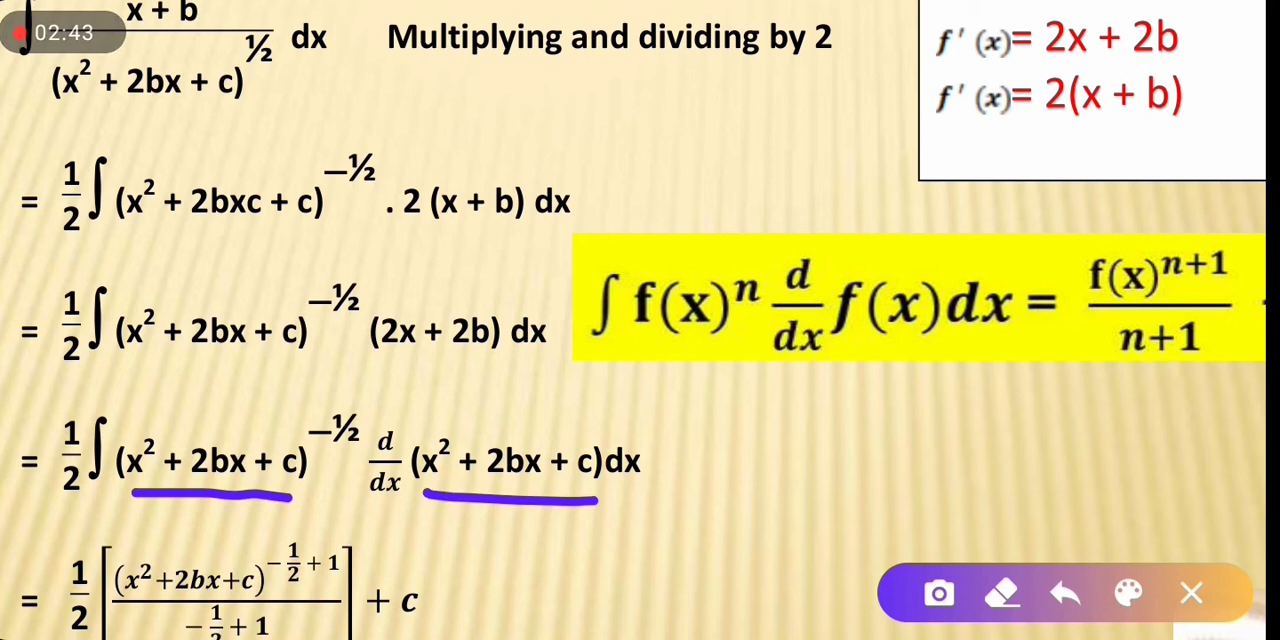 x + b
02:43
∫ ――― dx Multiplying and dividing by 2
(x² + 2bx + c)^½
f' (x)= 2x + 2b
f' (x)= 2(x + b)
= 1/2 ∫ (x² + 2bxc + c)^–½ . 2 (x + b) dx
∫ f(x)ⁿ d/dx f(x)dx = f(x)ⁿ⁺¹/n+1
= 1/2 ∫ (x² + 2bx + c)^–½ (2x + 2b) dx
= 1/2 ∫ (x² + 2bx + c)^–½ d/dx (x² + 2bx + c)dx
= 1/2 [(x²+2bx+c)^(–1/2 + 1) / (–1/2 + 1)] + c